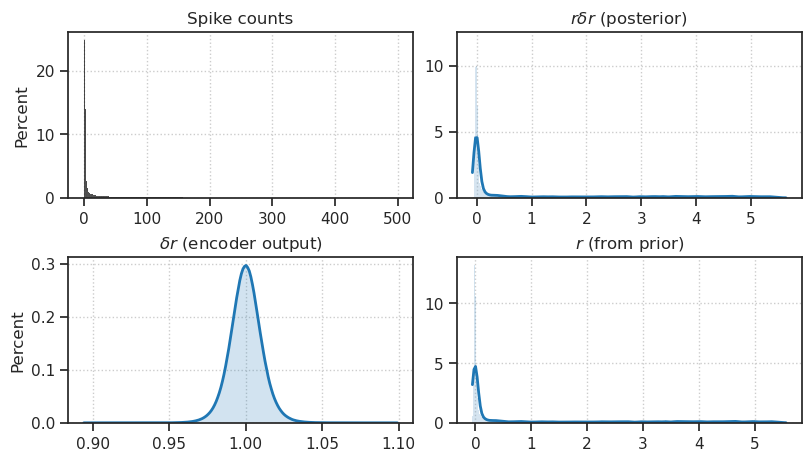 Spike counts
Percent
20
10
0
0 100 200 300 400 500
rδr (posterior)
10
5
0
0 1 2 3 4 5
δr (encoder output)
Percent
0.3
0.2
0.1
0.0
0.90 0.95 1.00 1.05 1.10
r (from prior)
10
5
0
0 1 2 3 4 5